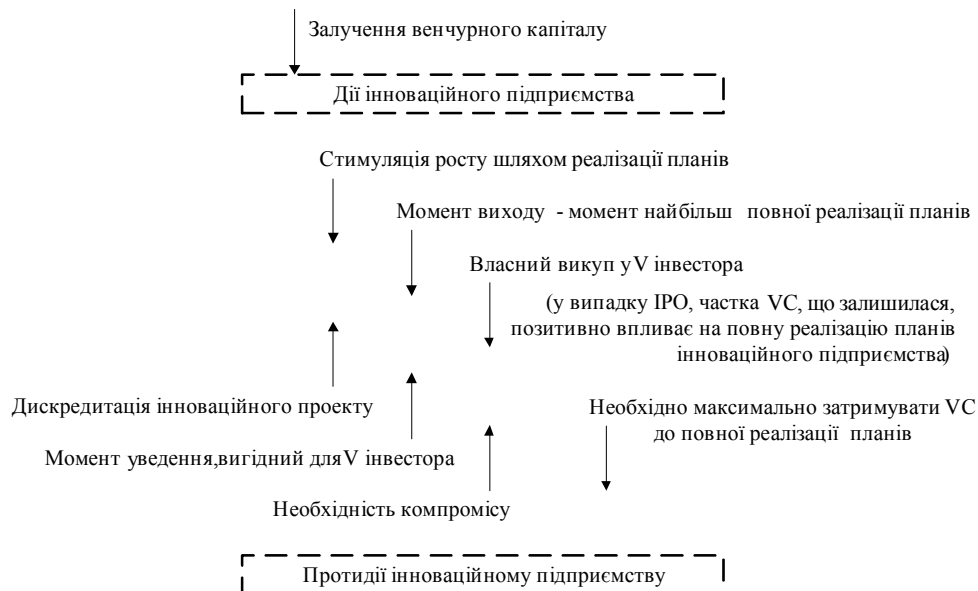 Залучення венчурного капіталу
Дії інноваційного підприємства
Стимуляція росту шляхом реалізації планів
Момент виходу - момент найбільш повної реалізації планів
Власний викуп уV інвестора
(у випадку IPO, частка VC, що залишилася,
позитивно впливає на повну реалізацію планів
інноваційного підприємства)
Дискредитація інноваційного проекту
Необхідно максимально затримувати VC
до повної реалізації планів
Момент уведення,вигідний дляV інвестора
Необхідність компромісу
Протидії інноваційному підприємству